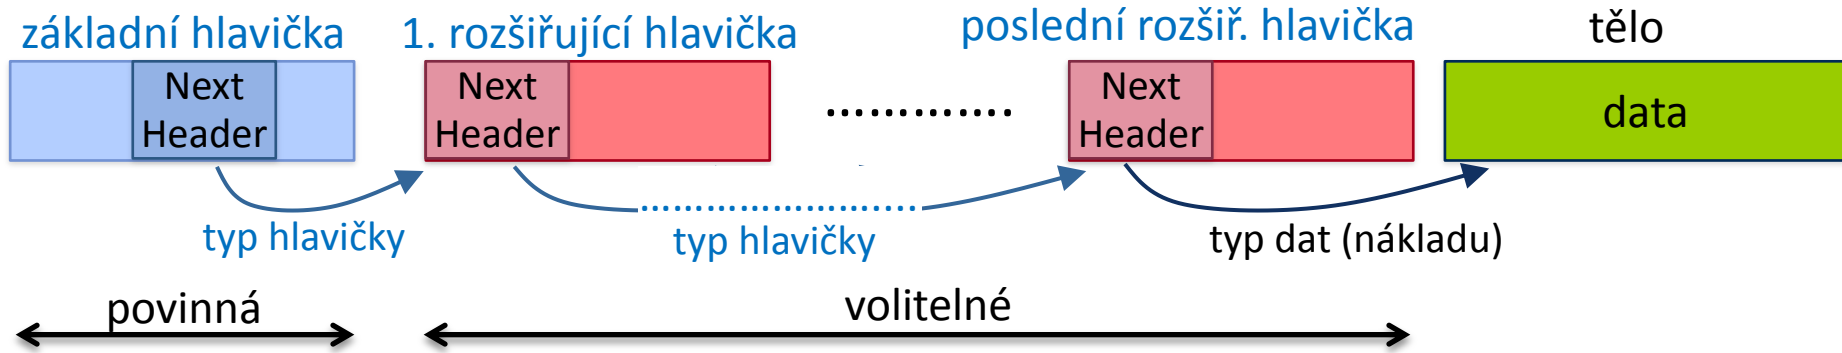 základní hlavička
1. rozšiřující hlavička
poslední rozšiř. hlavička
tělo
Next
Header
Next
Header
.............
Next
Header
data
typ hlavičky
typ hlavičky
typ dat (nákladu)
povinná
volitelné